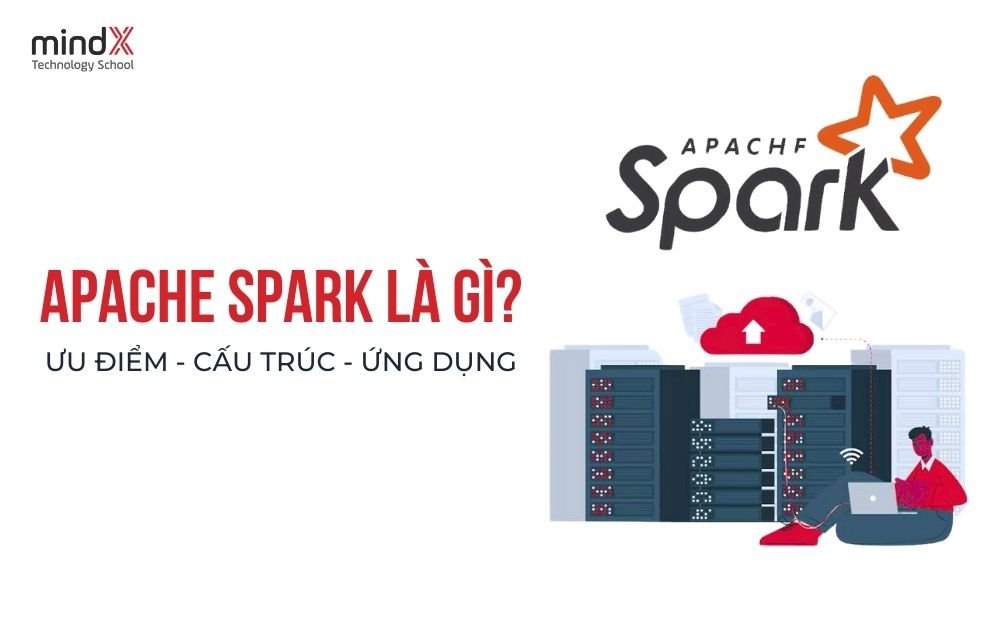 mindX
Technology School
APACHF
Spark
APACHE SPARK LÀ GÌ?
ƯU ĐIỂM - CẤU TRÚC - ỨNG DỤNG